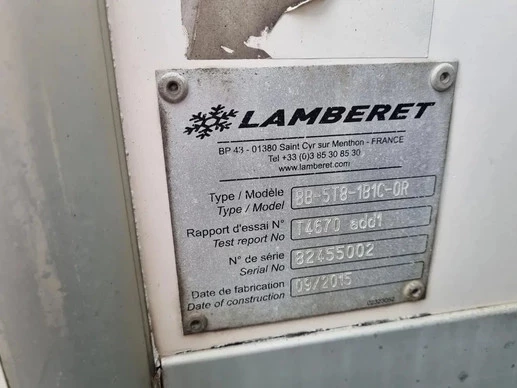 LAMBERET
BP 43 - 01380 Saint Cyr sur Menthon - FRANCE
Tel +33 (0)3 85 30 85 30
www.lamberet.com
Type / Modèle
Type / Model
BB-5T8-1B1C-QR
Rapport d'essai N°
Test report No
T4670 add1
N° de série
Serial No
82455002
Date de fabrication
Date of construction
09/2015